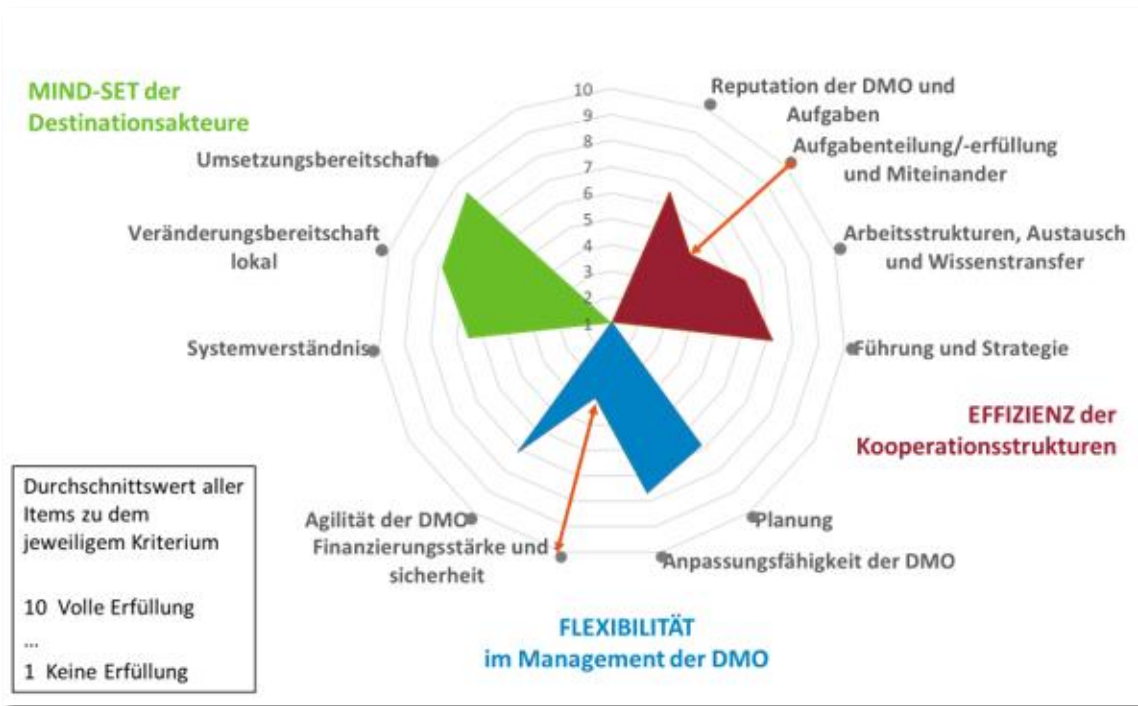 MIND-SET der
Destinationsakteure
Umsetzungsbereitschaft
Veränderungsbereitschaft
lokal
Systemverständnis
10
9
8
7
6
5
4
3
2
1
Reputation der DMO und
Aufgaben
Aufgabenteilung/-erfüllung
und Miteinander
Arbeitsstrukturen, Austausch
und Wissenstransfer
Führung und Strategie
EFFIZIENZ der
Kooperationsstrukturen
Planung
Anpassungsfähigkeit der DMO
Agilität der DMO
Finanzierungsstärke und
sicherheit
FLEXIBILITÄT
im Management der DMO
Durchschnittswert aller
Items zu dem
jeweiligem Kriterium
10 Volle Erfüllung
...
1 Keine Erfüllung